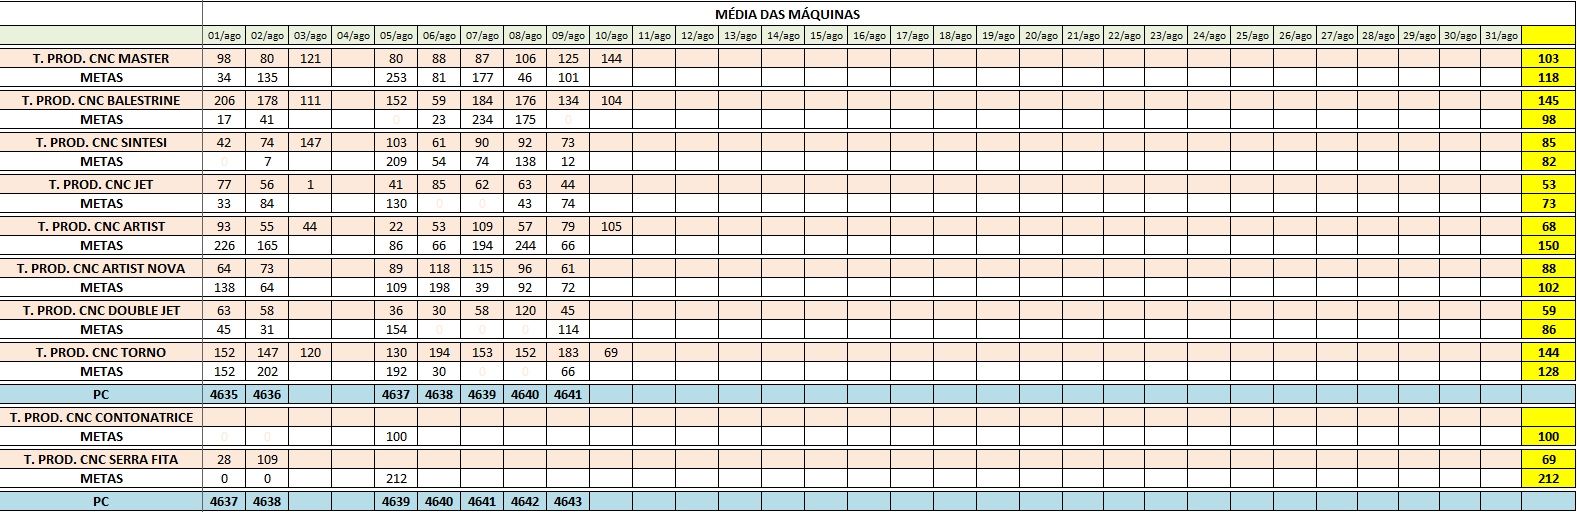 MÉDIA DAS MÁQUINAS
01/ago 02/ago 03/ago 04/ago 05/ago 06/ago 07/ago 08/ago 09/ago 10/ago 11/ago 12/ago 13/ago 14/ago 15/ago 16/ago 17/ago 18/ago 19/ago 20/ago 21/ago 22/ago 23/ago 24/ago 25/ago 26/ago 27/ago 28/ago 29/ago 30/ago 31/ago
T. PROD. CNC MASTER 98 80 121 80 88 87 106 125 144 103
METAS 34 135 253 81 177 46 101 118
T. PROD. CNC BALESTRINE 206 178 111 152 59 184 176 134 104 145
METAS 17 41 0 23 234 175 0 98
T. PROD. CNC SINTESI 42 74 147 103 61 90 92 73 85
METAS 0 7 209 54 74 138 12 82
T. PROD. CNC JET 77 56 1 41 85 62 63 44 53
METAS 33 84 130 0 0 43 74 73
T. PROD. CNC ARTIST 93 55 44 22 53 109 57 79 105 68
METAS 226 165 86 66 194 244 66 150
T. PROD. CNC ARTIST NOVA 64 73 89 118 115 96 61 88
METAS 138 64 109 198 39 92 72 102
T. PROD. CNC DOUBLE JET 63 58 36 30 58 120 45 59
METAS 45 31 154 0 0 0 114 86
T. PROD. CNC TORNO 152 147 120 130 194 153 152 183 69 144
METAS 152 202 192 30 0 0 66 128
PC 4635 4636 4637 4638 4639 4640 4641
T. PROD. CNC CONTONATRICE
METAS 0 0 100 100
T. PROD. CNC SERRA FITA 28 109 69
METAS 0 0 212 212
PC 4637 4638 4639 4640 4641 4642 4643